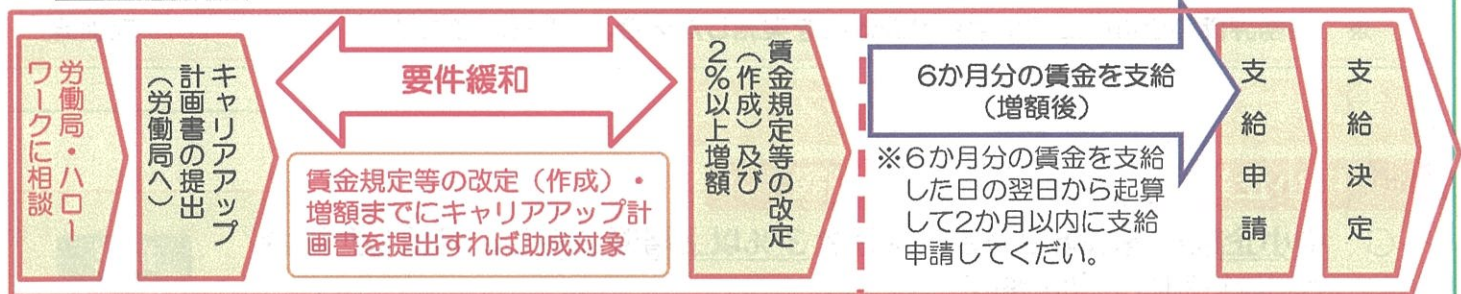 労働局・ハロー
ワークに相談
キャリアアップ
計画書の提出
（労働局へ）
要件緩和
賃金規定等の改定（作成）・
増額までにキャリアアップ計
画書を提出すれば助成対象
賃金規定等の改定
（作成）及び
2％以上増額
6か月分の賃金を支給
（増額後）
※6か月分の賃金を支給
した日の翌日から起算
して2か月以内に支給
申請してくだい。
支給申請
支給決定